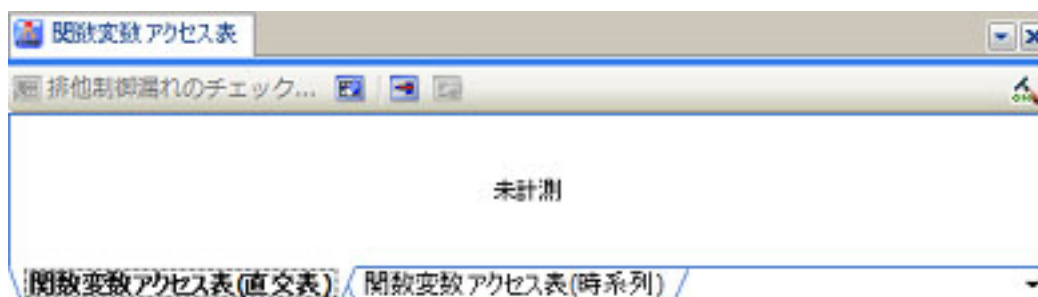 関数変数アクセス表
排他制御漏れのチェック...
未計測
関数変数アクセス表(直交表) 関数変数アクセス表(時系列)